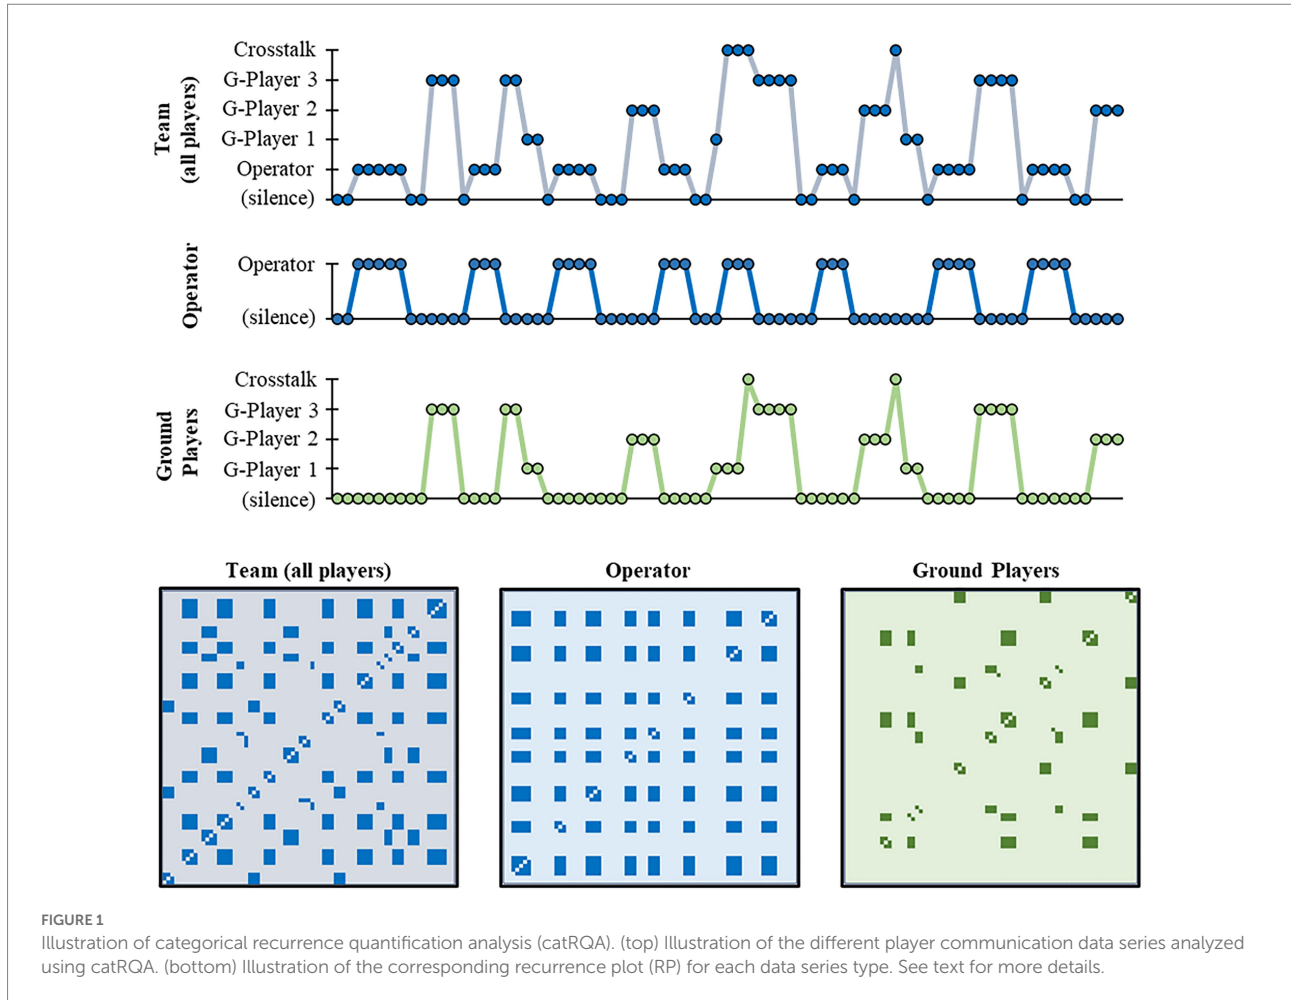 Team
(all players)
Crosstalk
G-Player 3
G-Player 2
G-Player 1
Operator
(silence)
Operator
Operator
(silence)
Ground
Players
Crosstalk
G-Player 3
G-Player 2
G-Player 1
(silence)
Team (all players)
Operator
Ground Players
FIGURE 1
Illustration of categorical recurrence quantification analysis (catRQA). (top) Illustration of the different player communication data series analyzed
using catRQA. (bottom) Illustration of the corresponding recurrence plot (RP) for each data series type. See text for more details.